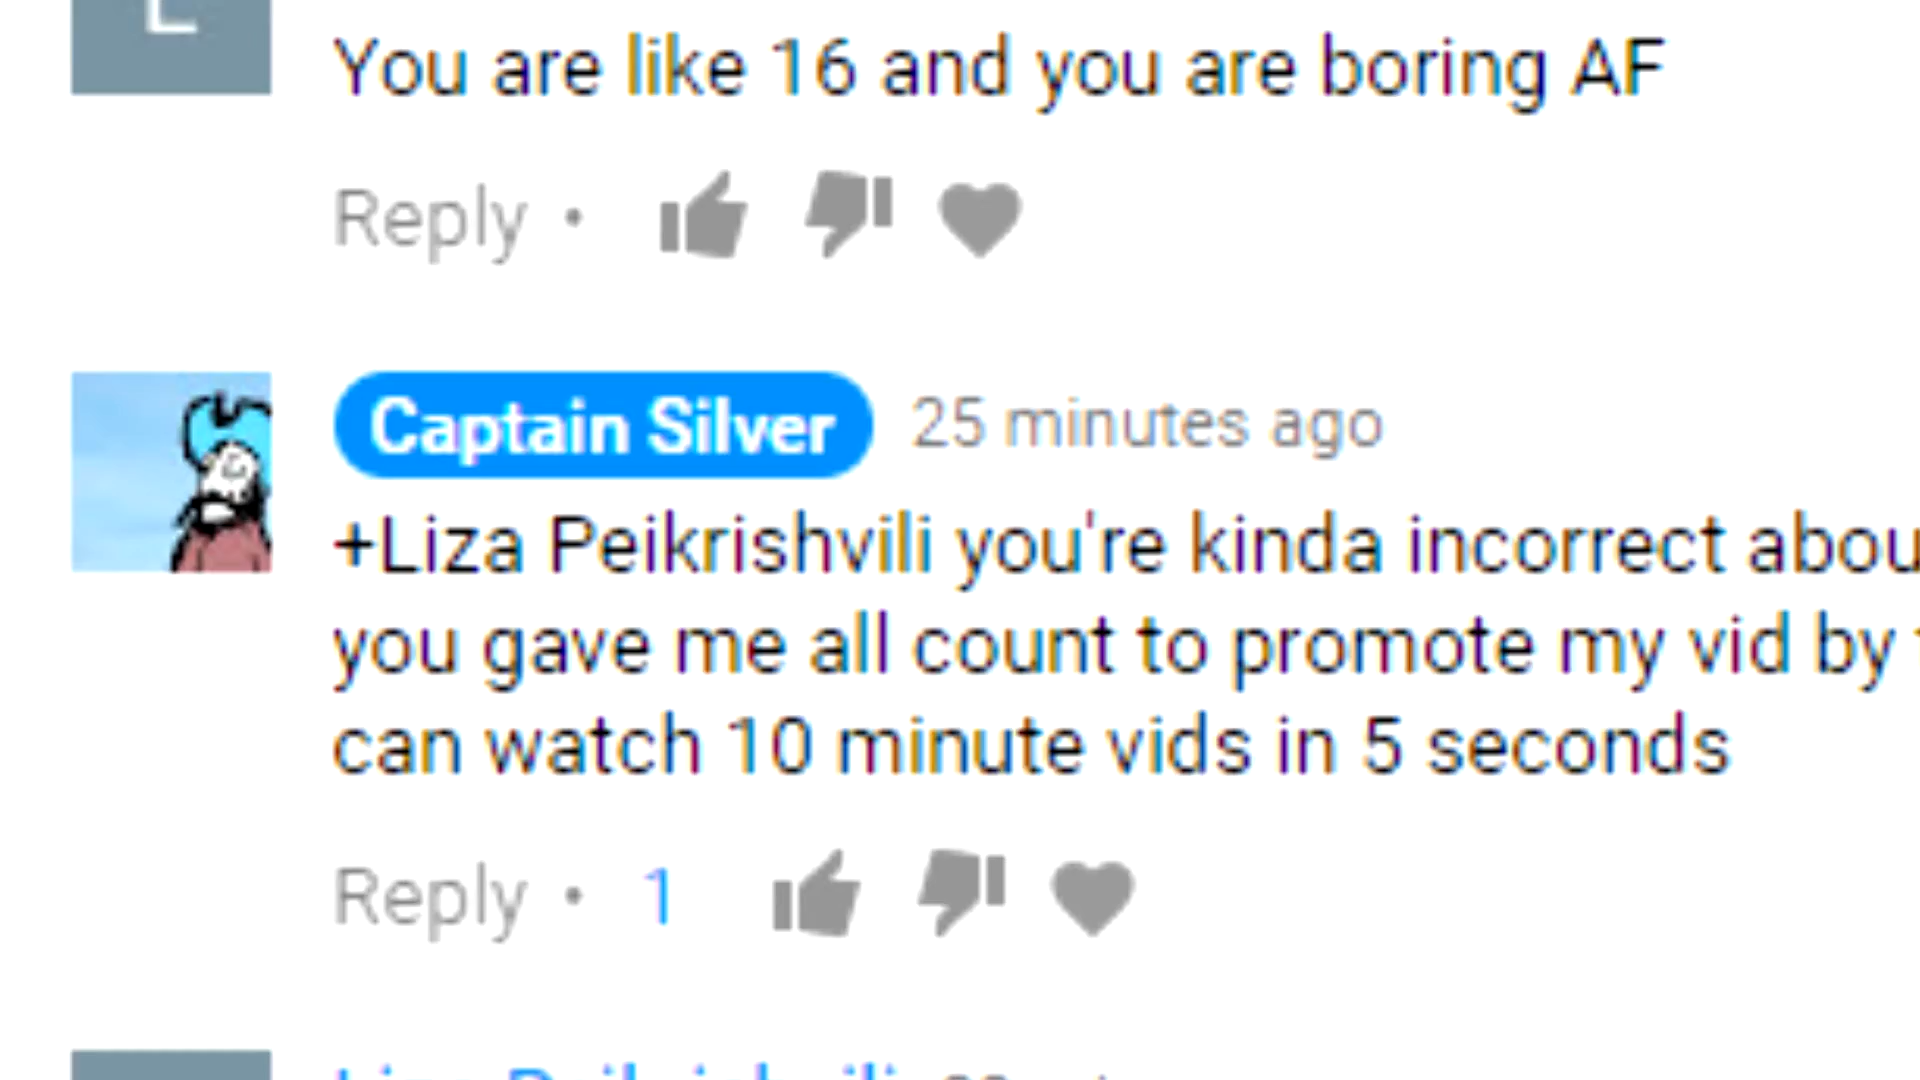 You are like 16 and you are boring AF
Reply •
Captain Silver 25 minutes ago
+Liza Peikrishvili you're kinda incorrect abou
you gave me all count to promote my vid by
can watch 10 minute vids in 5 seconds
Reply • 1
Liza Peikrishvili